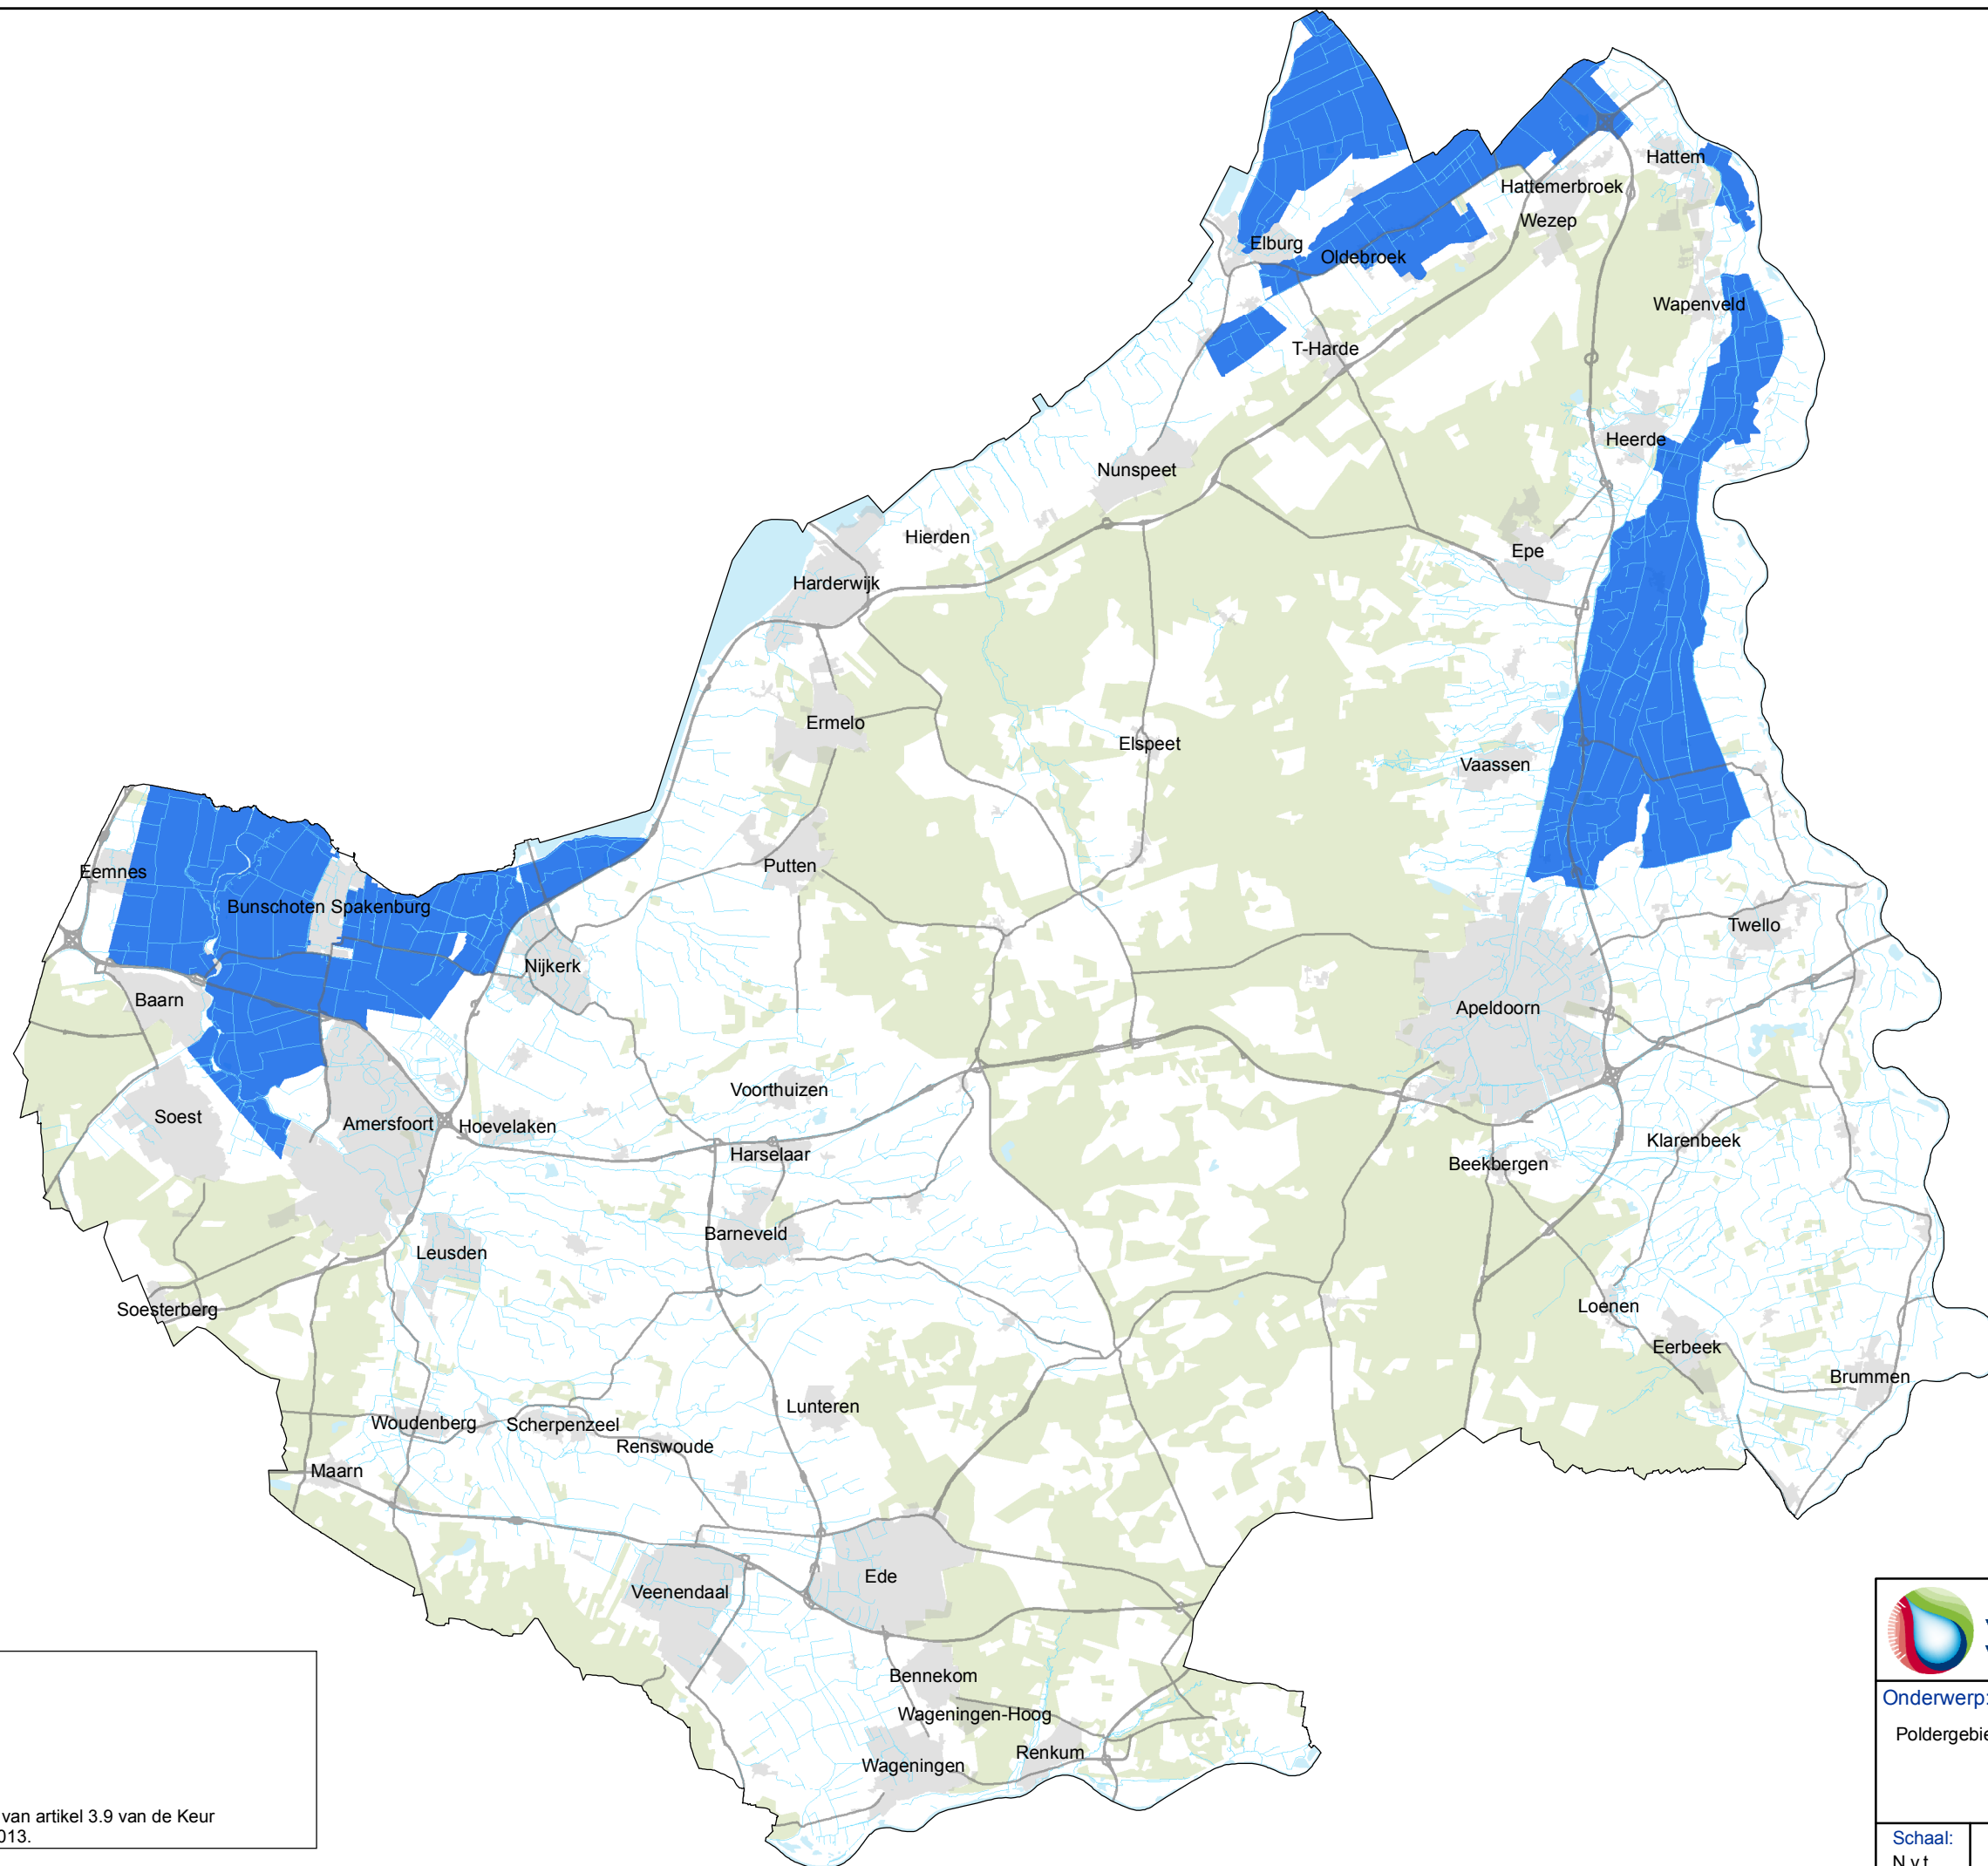 Hattem
Hattemerbroek
Wezep
Elburg
Oldebroek
Wapenveld
T-Harde
Heerde
Nunspeet
Hierden
Epe
Harderwijk
Ermelo
Elspeet
Vaassen
Putten
Eemnes
Bunschoten Spakenburg
Twello
Nijkerk
Baarn
Apeldoorn
Voorthuizen
Soest
Amersfoort
Hoevelaken
Klarenbeek
Harselaar
Beekbergen
Barneveld
Leusden
Soesterberg
Loenen
Eerbeek
Brummen
Lunteren
Woudenberg
Scherpenzeel
Renswoude
Maarn
Ede
Veenendaal
Bennekom
Wageningen-Hoog
Renkum
Wageningen
van artikel 3.9 van de Keur
013.
Onderwerp:
Poldergebie
Schaal:
N.v.t.